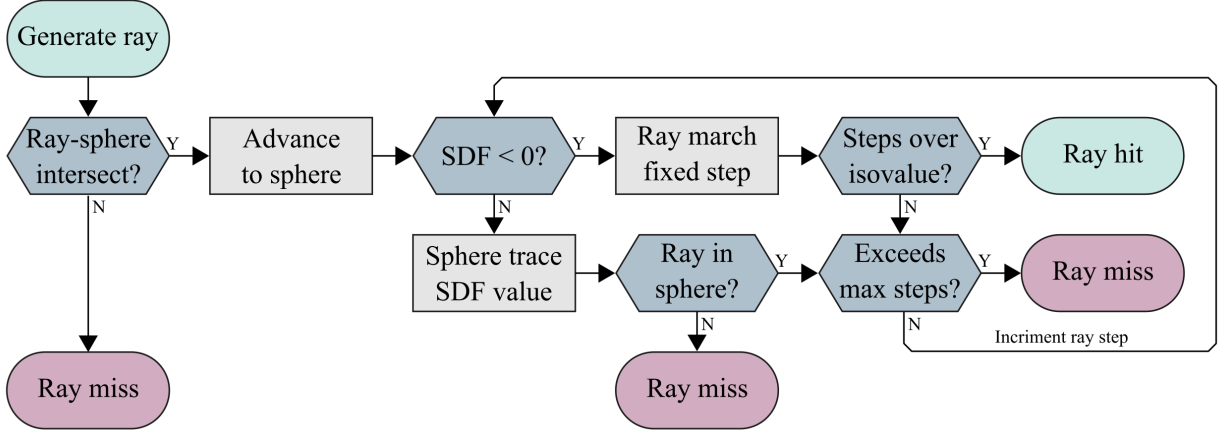 Generate ray
Ray-sphere
intersect?
Y
N
Advance
to sphere
SDF < 0?
Y
N
Ray march
fixed step
Steps over
isovalue?
Y
N
Ray hit
Sphere trace
SDF value
Ray in
sphere?
Y
N
Exceeds
max steps?
Y
N
Ray miss
Incriment ray step
Ray miss
Ray miss